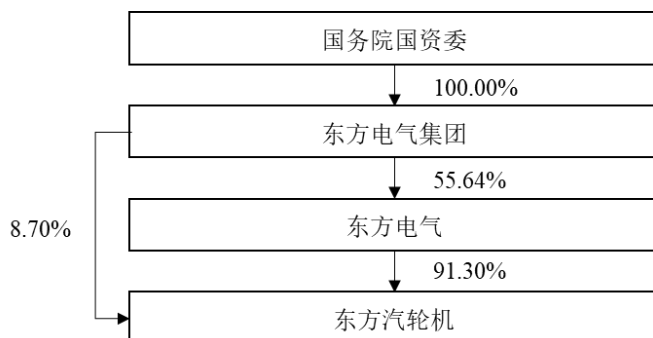 国务院国资委
100.00%
东方电气集团
55.64%
8.70%
东方电气
91.30%
东方汽轮机